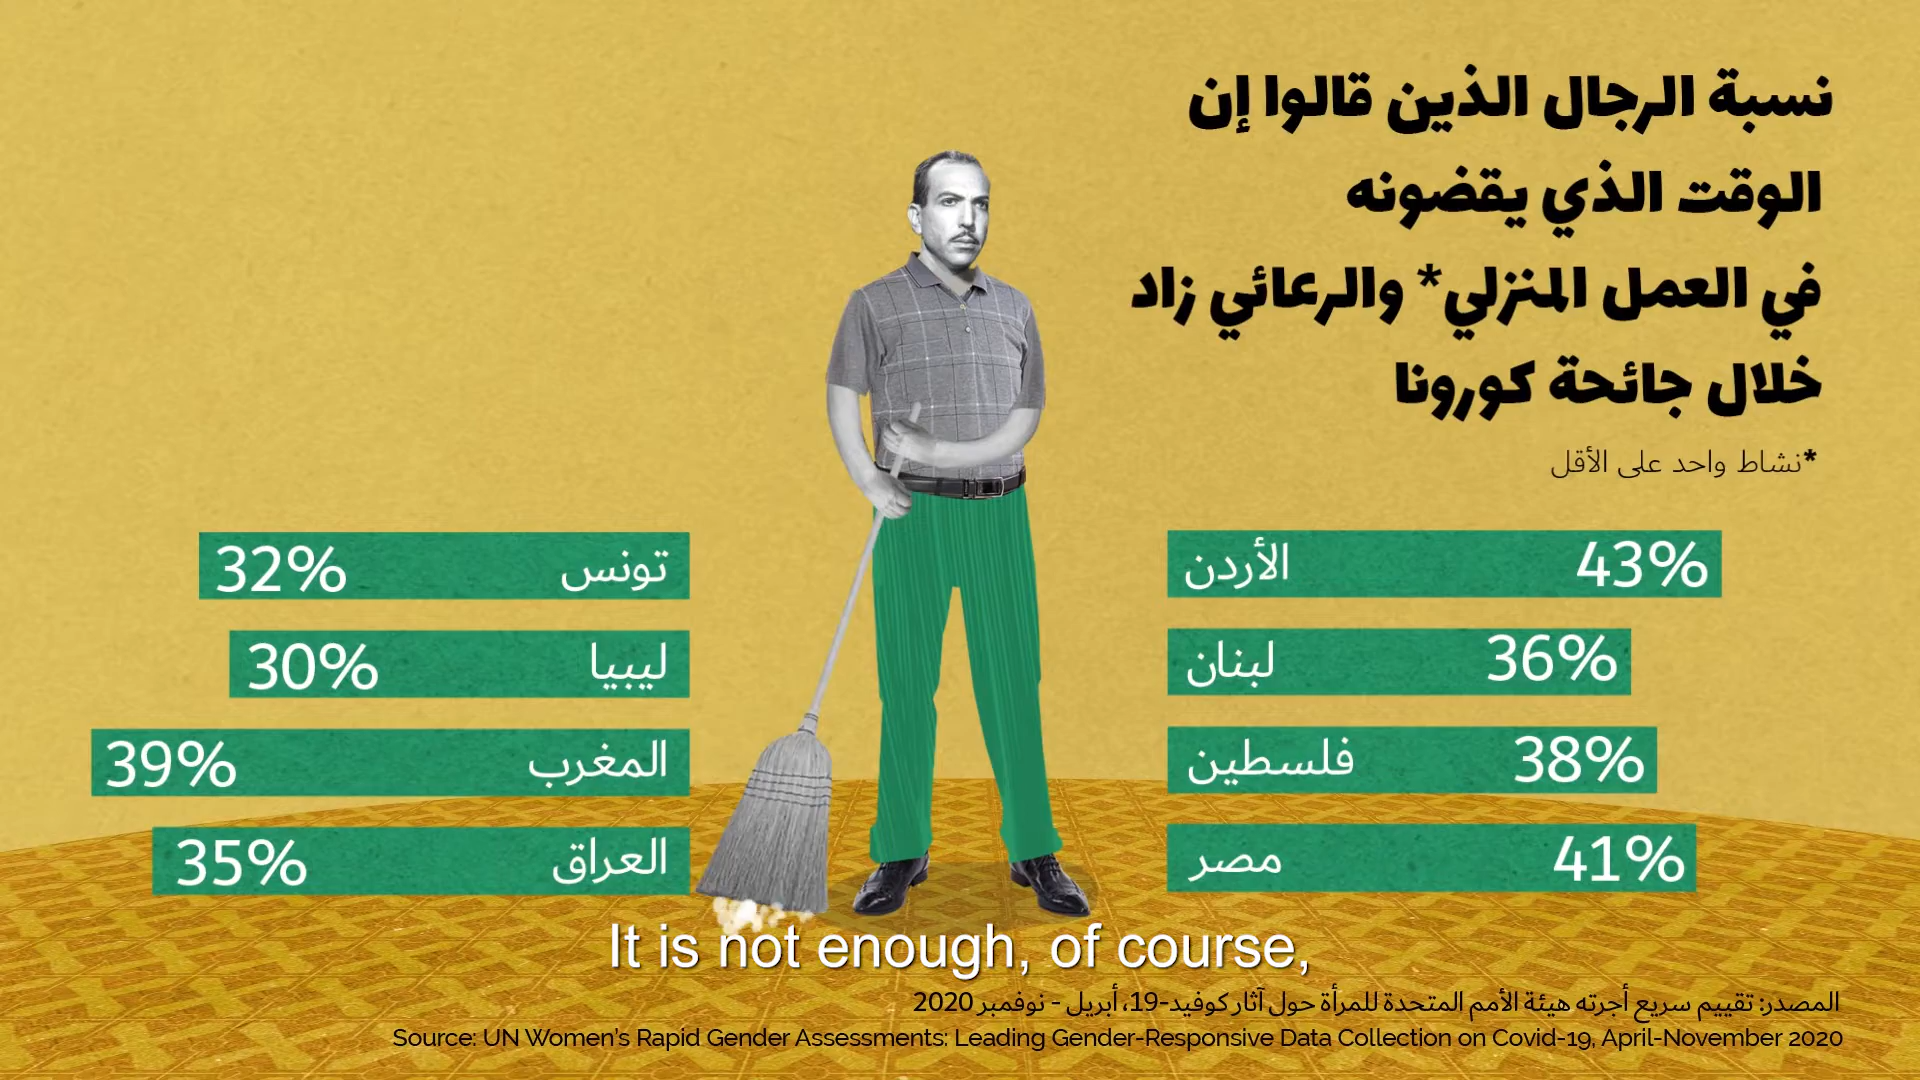 نسبة الرجال الذين قالوا إن
الوقت الذي يقضونه
في العمل المنزلي* والرعائي زاد
خلال جائحة كورونا
*نشاط واحد على الأقل
الأردن 43%
لبنان 36%
فلسطين 38%
مصر 41%
تونس 32%
ليبيا 30%
المغرب 39%
العراق 35%
It is not enough, of course,
المصدر: تقييم سريع أجرته هيئة الأمم المتحدة للمرأة حول آثار كوفيد-19، أبريل - نوفمبر 2020
Source: UN Women's Rapid Gender Assessments: Leading Gender-Responsive Data Collection on Covid-19, April-November 2020